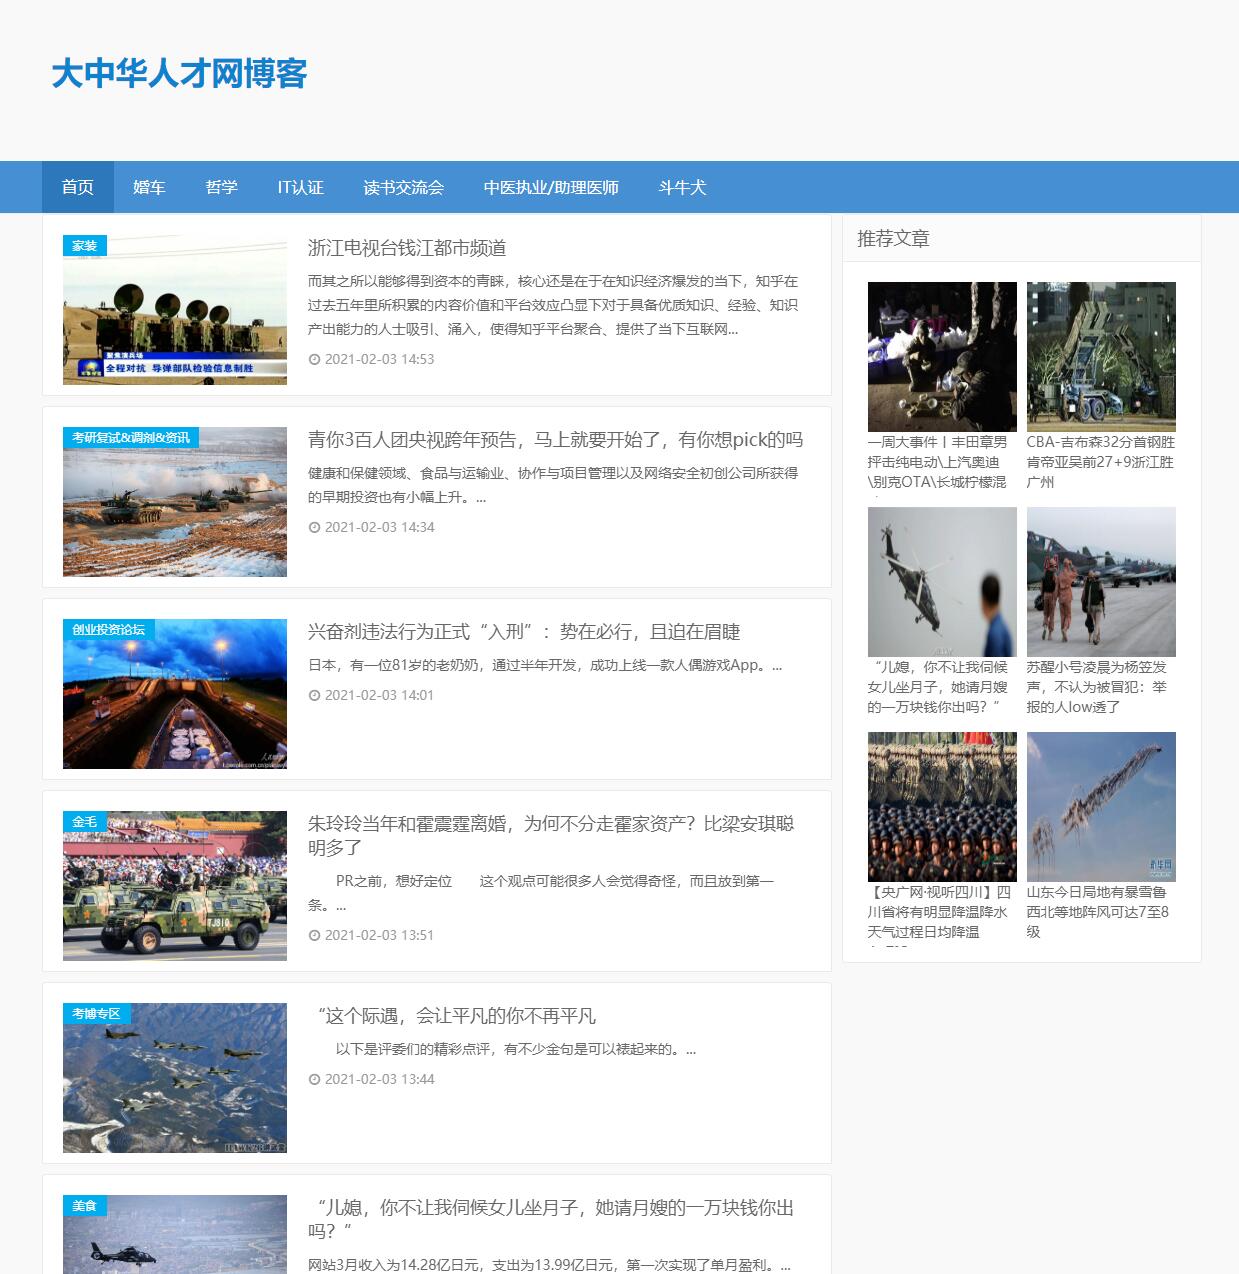 大中华人才网博客
首页 婚车 哲学 IT认证 读书交流会 中医执业/助理医师 斗牛犬
家装
聚焦演兵场
全程对抗 导弹部队检验信息制胜
浙江电视台钱江都市频道
而其之所以能够得到资本的青睐，核心还是在于在知识经济爆发的当下，知乎在
过去五年里所积累的内容价值和平台效应凸显下对于具备优质知识、经验、知识
产出能力的人士吸引、涌入，使得知乎平台聚合、提供了当下互联网...
2021-02-03 14:53
考研复试&调剂&资讯
青你3百人团央视跨年预告，马上就要开始了，有你想pick的吗
健康和保健领域、食品与运输业、协作与项目管理以及网络安全初创公司所获得
的早期投资也有小幅上升。...
2021-02-03 14:34
创业投资论坛
兴奋剂违法行为正式“入刑”：势在必行，且迫在眉睫
日本，有一位81岁的老奶奶，通过半年开发，成功上线一款人偶游戏App。...
2021-02-03 14:01
金毛
朱玲玲当年和霍震霆离婚，为何不分走霍家资产？比梁安琪聪
明多了
PR之前，想好定位 这个观点可能很多人会觉得奇怪，而且放到第一
条。...
2021-02-03 13:51
考博专区
“这个际遇，会让平凡的你不再平凡
以下是评委们的精彩点评，有不少金句是可以裱起来的。...
2021-02-03 13:44
美食
“儿媳，你不让我伺候女儿坐月子，她请月嫂的一万块钱你出
吗？”
网站3月收入为14.28亿日元，支出为13.99亿日元，第一次实现了单月盈利。...
推荐文章
一周大事件丨丰田章男
抨击纯电动\上汽奥迪
\别克OTA\长城柠檬混
CBA-吉布森32分首钢胜
肯帝亚吴前27+9浙江胜
广州
“儿媳，你不让我伺候
女儿坐月子，她请月嫂
的一万块钱你出吗？”
苏醒小号凌晨为杨笠发
声，不认为被冒犯：举
报的人low透了
【央广网·视听四川】四
川省将有明显降温降水
天气过程日均降温
新华网
山东今日局地有暴雪鲁
西北等地阵风可达7至8
级